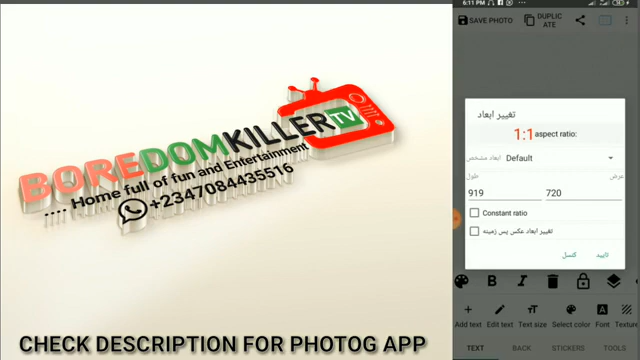 BOREDOMKILLER TV
.... Home full of fun and Entertainment
+2347084435516
CHECK DESCRIPTION FOR PHOTOG APP
6:11 PM
SAVE PHOTO
DUPLIC
ATE
تغییر ابعاد
1:1 aspect ratio:
ابعاد مشخص Default
طول عرض
919 720
Constant ratio
تغییر ابعاد عکس پس زمینه
کنسل تایید
B I
Add text Edit text Text size Select color Font Texture
TEXT BACK STICKERS TOOLS